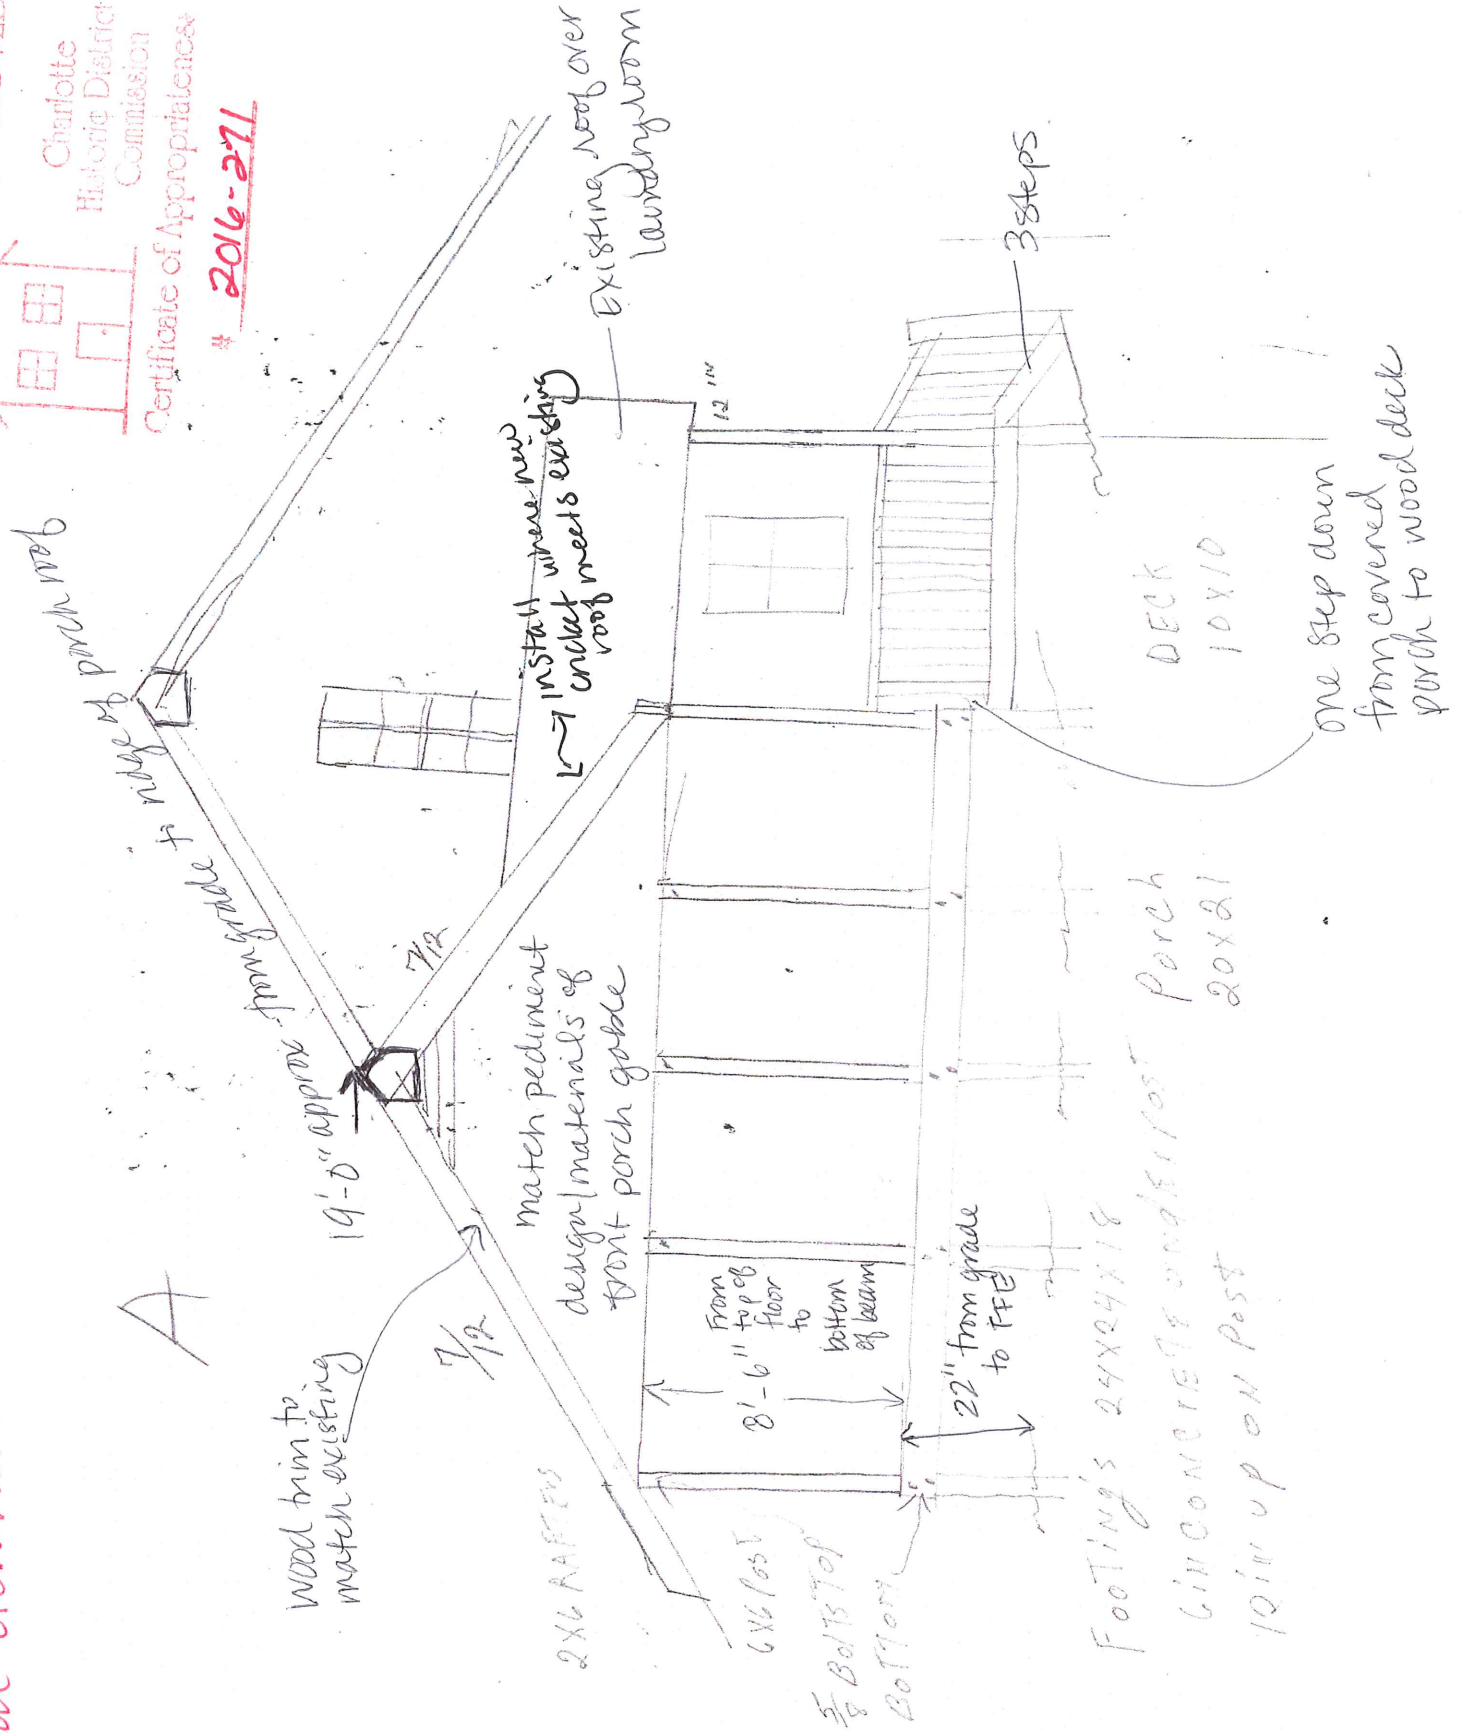 Charlotte
Historic District
Commission
Certificate of Appropriateness
# 2016-271
19'-0" approx from grade to ridge of porch roof
A
wood trim to
match existing
7/12
7/12
Install where new
cricket meets existing
roof
Existing roof over
laundry room
12 IN
match pediment
design/materials of
front porch gable
2X6 RAFTERS
From
8'-6" top of
floor
to
bottom
of beam
22" from grade
to FFE
3 steps
6X6 Post
5/8 Bolts Top
Bottom
DECK
10X10
Porch
20X21
one step down
from covered
porch to wood deck
Footing's 24X24X18
6in CONCRETE UNDER Post
UP ON Post